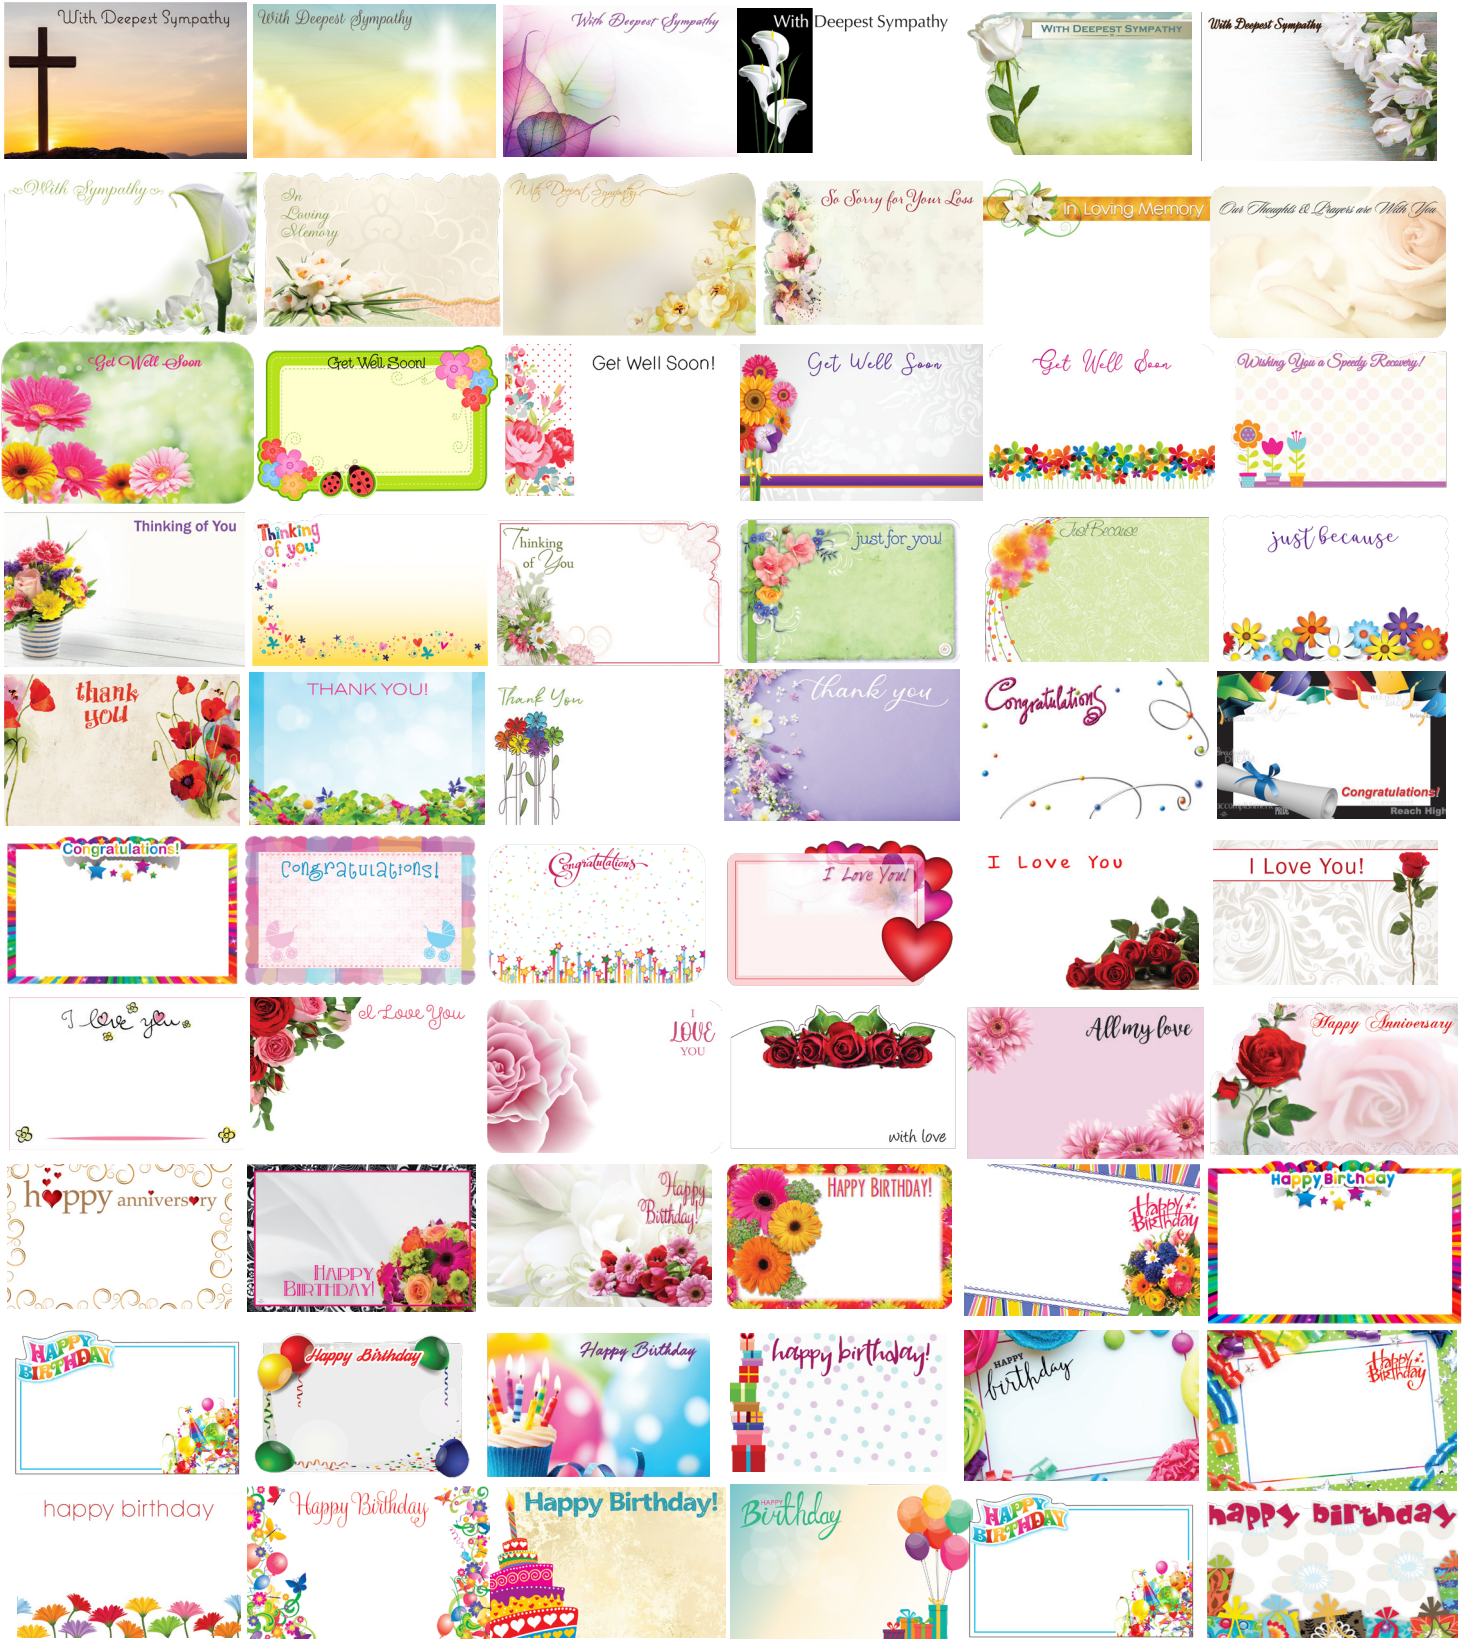 With Deepest Sympathy
With Deepest Sympathy
With Deepest Sympathy
With Deepest Sympathy
With Deepest Sympathy
With Deepest Sympathy
With Sympathy
In
Loving
Memory
With Deepest Sympathy
So Sorry for Your Loss
In Loving Memory
Our Thoughts & Prayers are With You
Get Well Soon
Get Well Soon!
Get Well Soon!
Get Well Soon
Get Well Soon
Wishing You a Speedy Recovery!
Thinking of You
Thinking
of you
Thinking
of You
just for you!
Just Because
just because
thank
you
THANK YOU!
Thank You
thank you
Congratulations
Congratulations!
Reach High
Congratulations!
Congratulations!
Congratulations
I Love You!
I Love You
I Love You!
I love you
I Love You
I
LOVE
YOU
with love
All my love
Happy Anniversary
happy anniversary
HAPPY
BIRTHDAY!
Happy
Birthday!
HAPPY BIRTHDAY!
Happy
Birthday
Happy Birthday
HAPPY
BIRTHDAY
Happy Birthday
Happy Birthday
happy birthday!
HAPPY
birthday
Happy
Birthday
happy birthday
Happy Birthday
Happy Birthday!
HAPPY
Birthday
HAPPY
BIRTHDAY
happy birthday